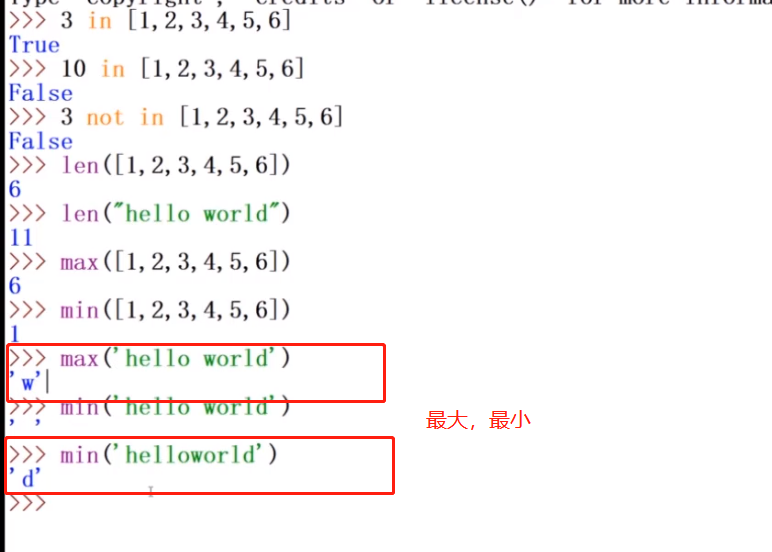 >>> 3 in [1,2,3,4,5,6]
True
>>> 10 in [1,2,3,4,5,6]
False
>>> 3 not in [1,2,3,4,5,6]
False
>>> len([1,2,3,4,5,6])
6
>>> len("hello world")
11
>>> max([1,2,3,4,5,6])
6
>>> min([1,2,3,4,5,6])
1
>>> max('hello world')
'w'
>>> min('hello world')
' '
最大，最小
>>> min('helloworld')
'd'
>>>